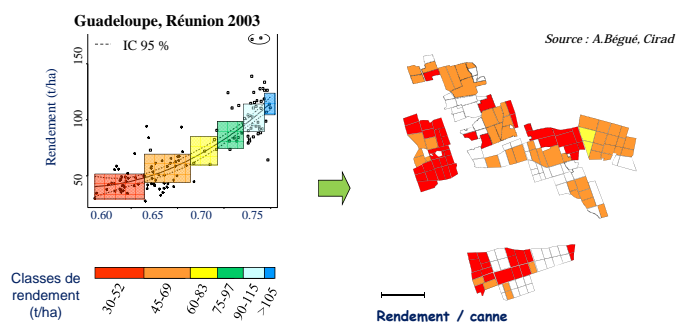 Guadeloupe, Réunion 2003
IC 95 %
Source : A.Bégué, Cirad
Rendement (t/ha)
150
100
50
0.60 0.65 0.70 0.75
Classes de
rendement
(t/ha)
30-52 45-69 60-83 75-97 90-115 >105
Rendement / canne